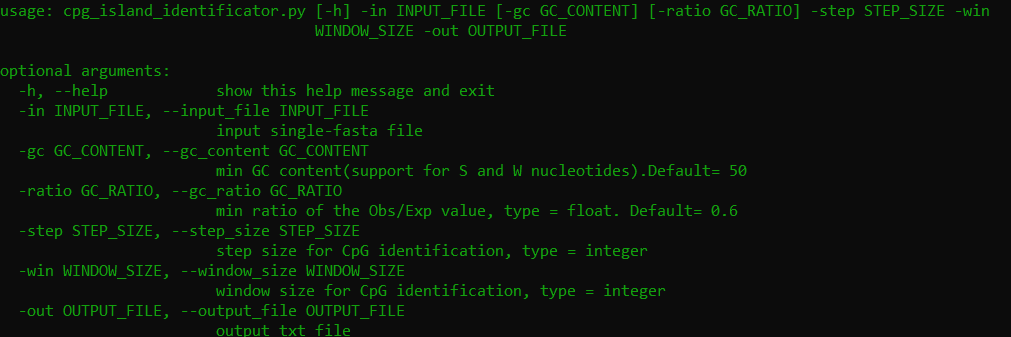 usage: cpg_island_identificator.py [-h] -in INPUT_FILE [-gc GC_CONTENT] [-ratio GC_RATIO] -step STEP_SIZE -win
WINDOW_SIZE -out OUTPUT_FILE
optional arguments:
-h, --help show this help message and exit
-in INPUT_FILE, --input_file INPUT_FILE
input single-fasta file
-gc GC_CONTENT, --gc_content GC_CONTENT
min GC content(support for S and W nucleotides).Default= 50
-ratio GC_RATIO, --gc_ratio GC_RATIO
min ratio of the Obs/Exp value, type = float. Default= 0.6
-step STEP_SIZE, --step_size STEP_SIZE
step size for CpG identification, type = integer
-win WINDOW_SIZE, --window_size WINDOW_SIZE
window size for CpG identification, type = integer
-out OUTPUT_FILE, --output_file OUTPUT_FILE
output txt file